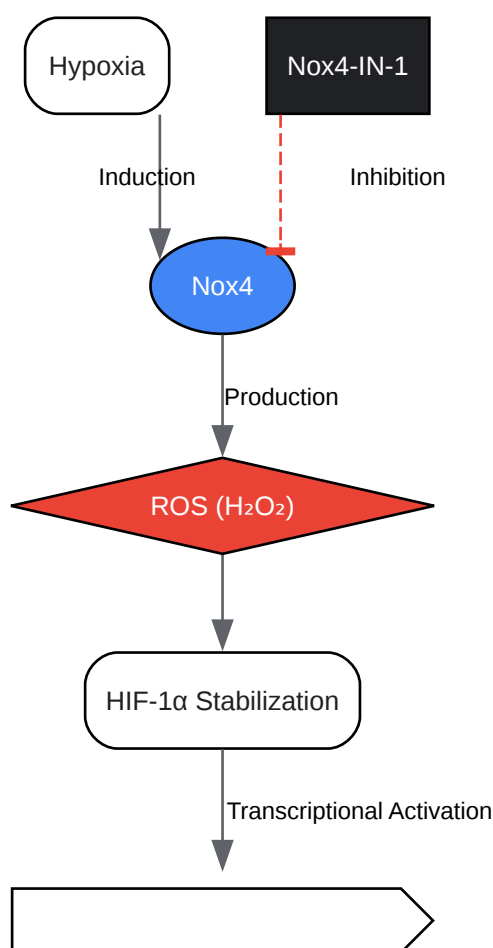 Hypoxia
Nox4-IN-1
Induction
Inhibition
Nox4
Production
ROS (H₂O₂)
HIF-1α Stabilization
Transcriptional Activation